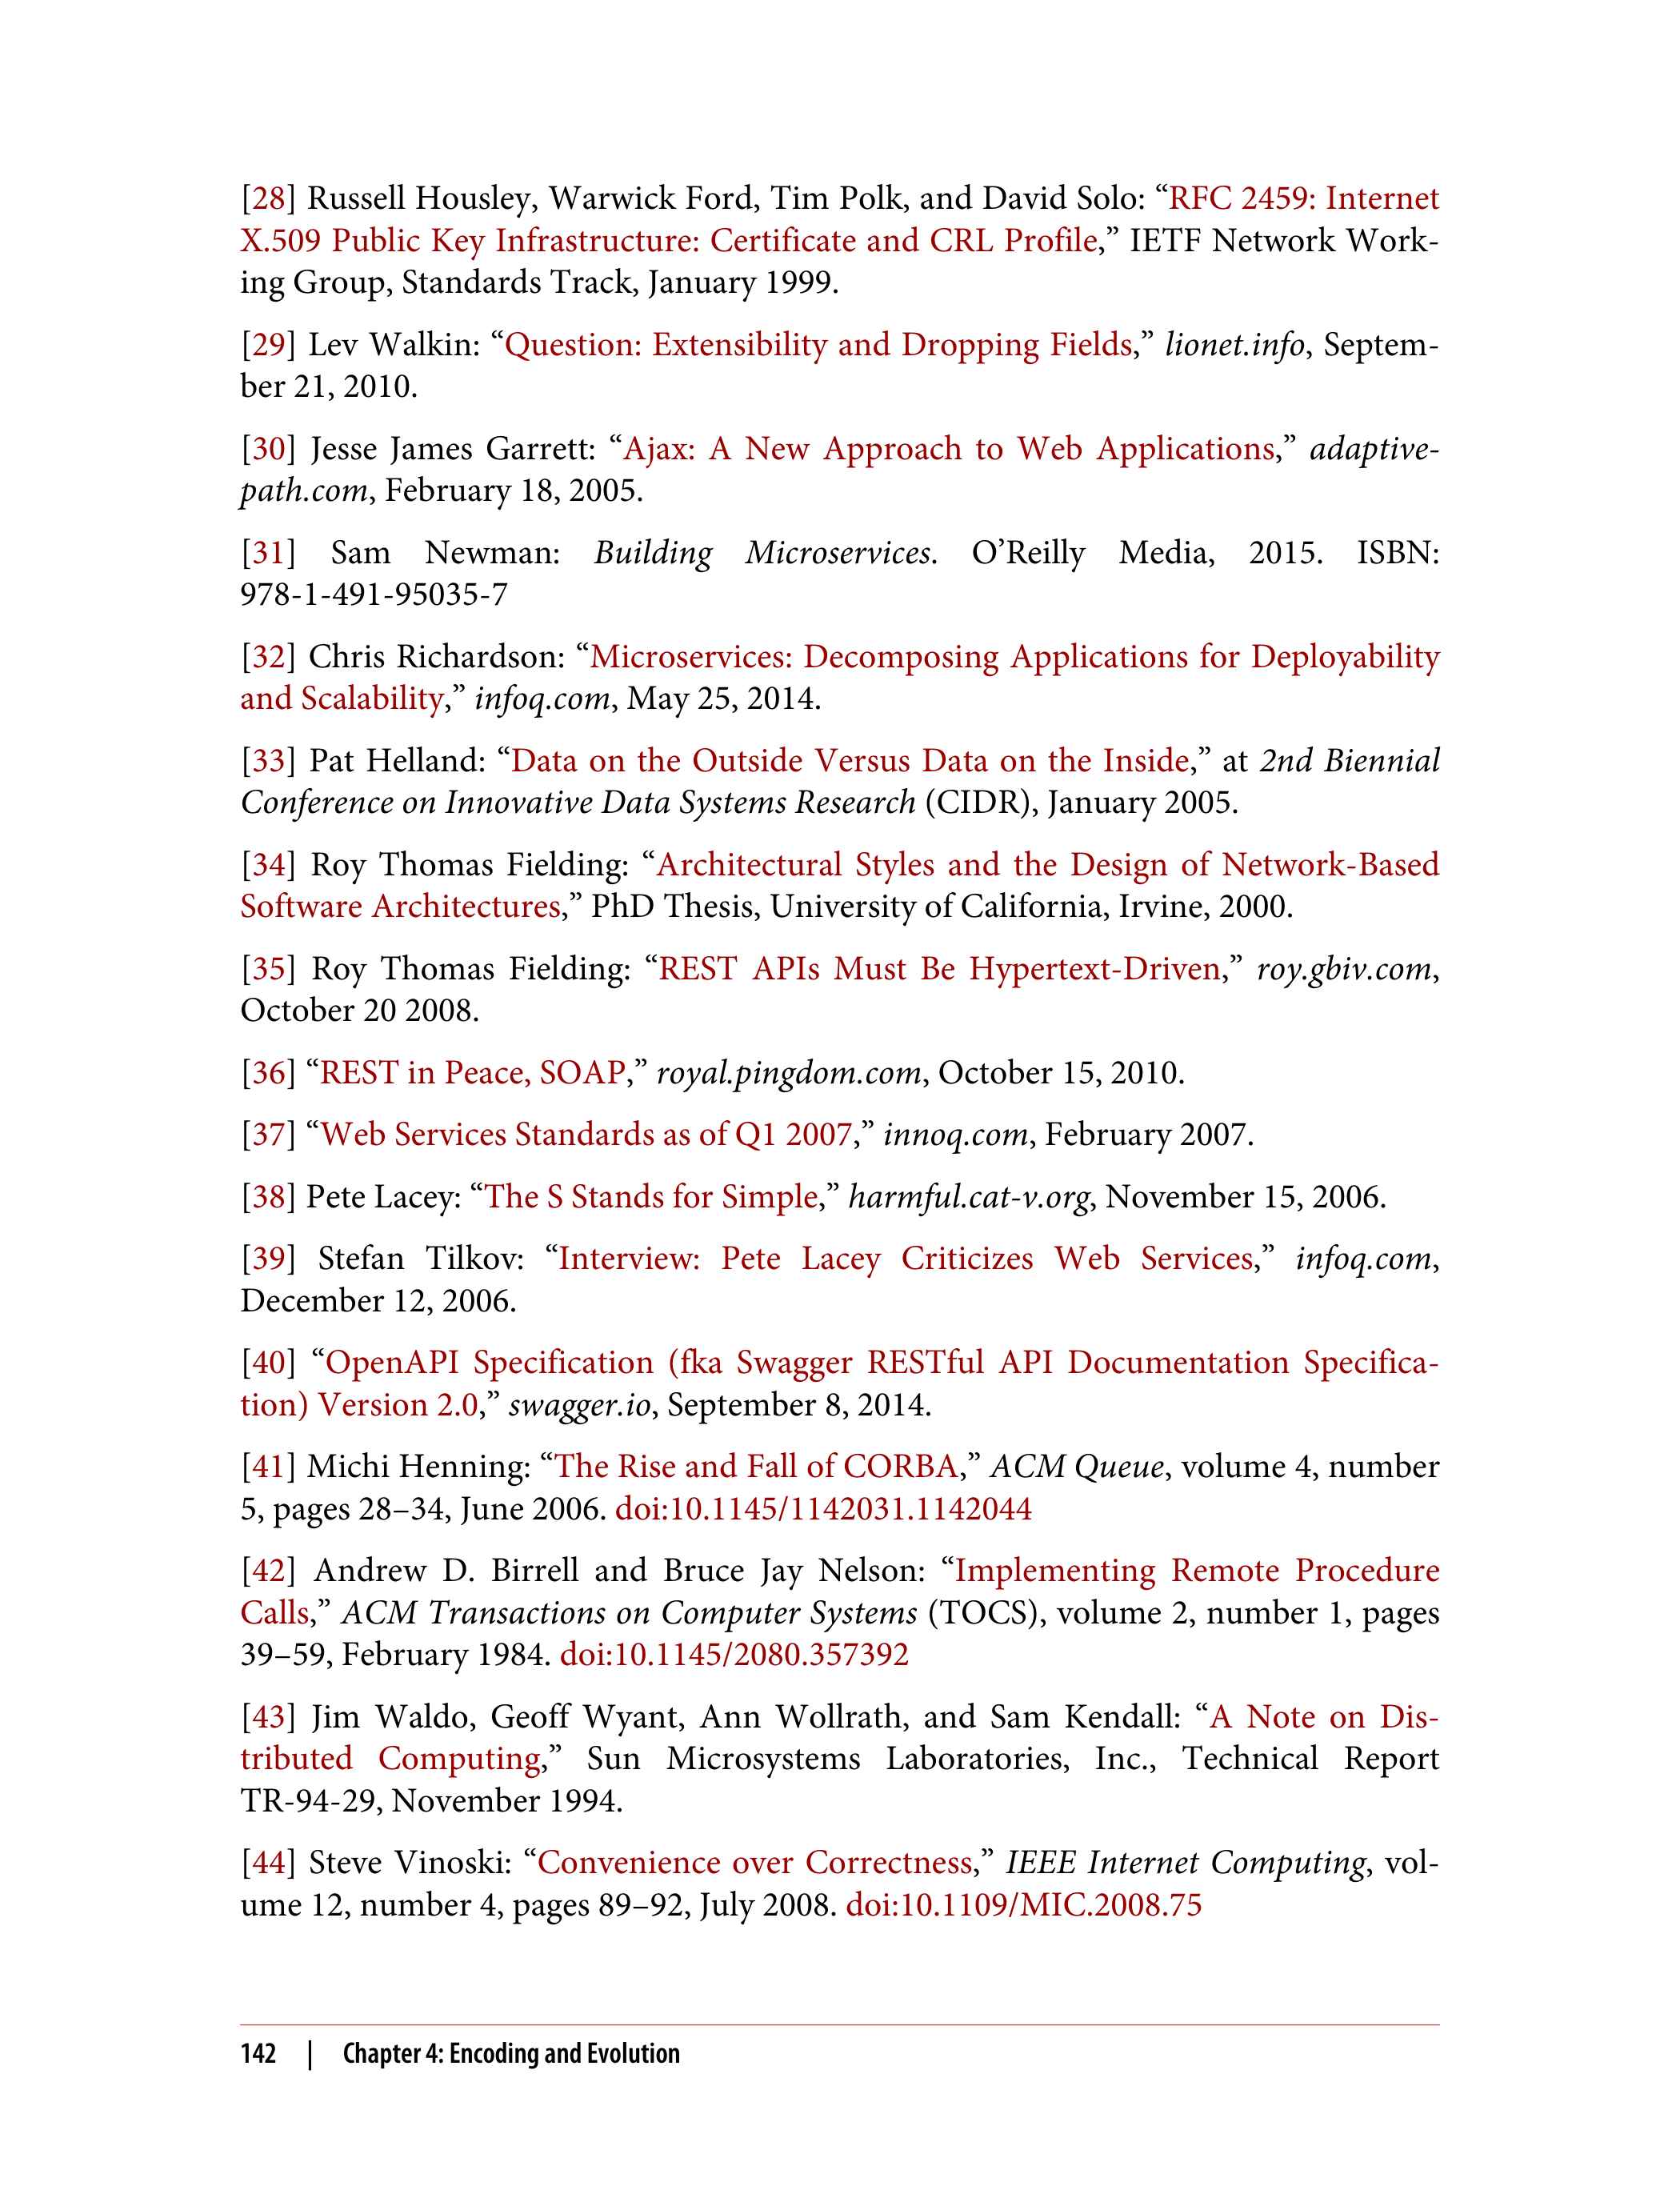 [28] Russell Housley, Warwick Ford, Tim Polk, and David Solo: “RFC 2459: Internet
X.509 Public Key Infrastructure: Certificate and CRL Profile,” IETF Network Work-
ing Group, Standards Track, January 1999.
[29] Lev Walkin: “Question: Extensibility and Dropping Fields,” lionet.info, Septem-
ber 21, 2010.
[30] Jesse James Garrett: “Ajax: A New Approach to Web Applications,” adaptive-
path.com, February 18, 2005.
[31] Sam Newman: Building Microservices. O’Reilly Media, 2015. ISBN:
978-1-491-95035-7
[32] Chris Richardson: “Microservices: Decomposing Applications for Deployability
and Scalability,” infoq.com, May 25, 2014.
[33] Pat Helland: “Data on the Outside Versus Data on the Inside,” at 2nd Biennial
Conference on Innovative Data Systems Research (CIDR), January 2005.
[34] Roy Thomas Fielding: “Architectural Styles and the Design of Network-Based
Software Architectures,” PhD Thesis, University of California, Irvine, 2000.
[35] Roy Thomas Fielding: “REST APIs Must Be Hypertext-Driven,” roy.gbiv.com,
October 20 2008.
[36] “REST in Peace, SOAP,” royal.pingdom.com, October 15, 2010.
[37] “Web Services Standards as of Q1 2007,” innoq.com, February 2007.
[38] Pete Lacey: “The S Stands for Simple,” harmful.cat-v.org, November 15, 2006.
[39] Stefan Tilkov: “Interview: Pete Lacey Criticizes Web Services,” infoq.com,
December 12, 2006.
[40] “OpenAPI Specification (fka Swagger RESTful API Documentation Specifica-
tion) Version 2.0,” swagger.io, September 8, 2014.
[41] Michi Henning: “The Rise and Fall of CORBA,” ACM Queue, volume 4, number
5, pages 28–34, June 2006. doi:10.1145/1142031.1142044
[42] Andrew D. Birrell and Bruce Jay Nelson: “Implementing Remote Procedure
Calls,” ACM Transactions on Computer Systems (TOCS), volume 2, number 1, pages
39–59, February 1984. doi:10.1145/2080.357392
[43] Jim Waldo, Geoff Wyant, Ann Wollrath, and Sam Kendall: “A Note on Dis-
tributed Computing,” Sun Microsystems Laboratories, Inc., Technical Report
TR-94-29, November 1994.
[44] Steve Vinoski: “Convenience over Correctness,” IEEE Internet Computing, vol-
ume 12, number 4, pages 89–92, July 2008. doi:10.1109/MIC.2008.75
142 | Chapter 4: Encoding and Evolution